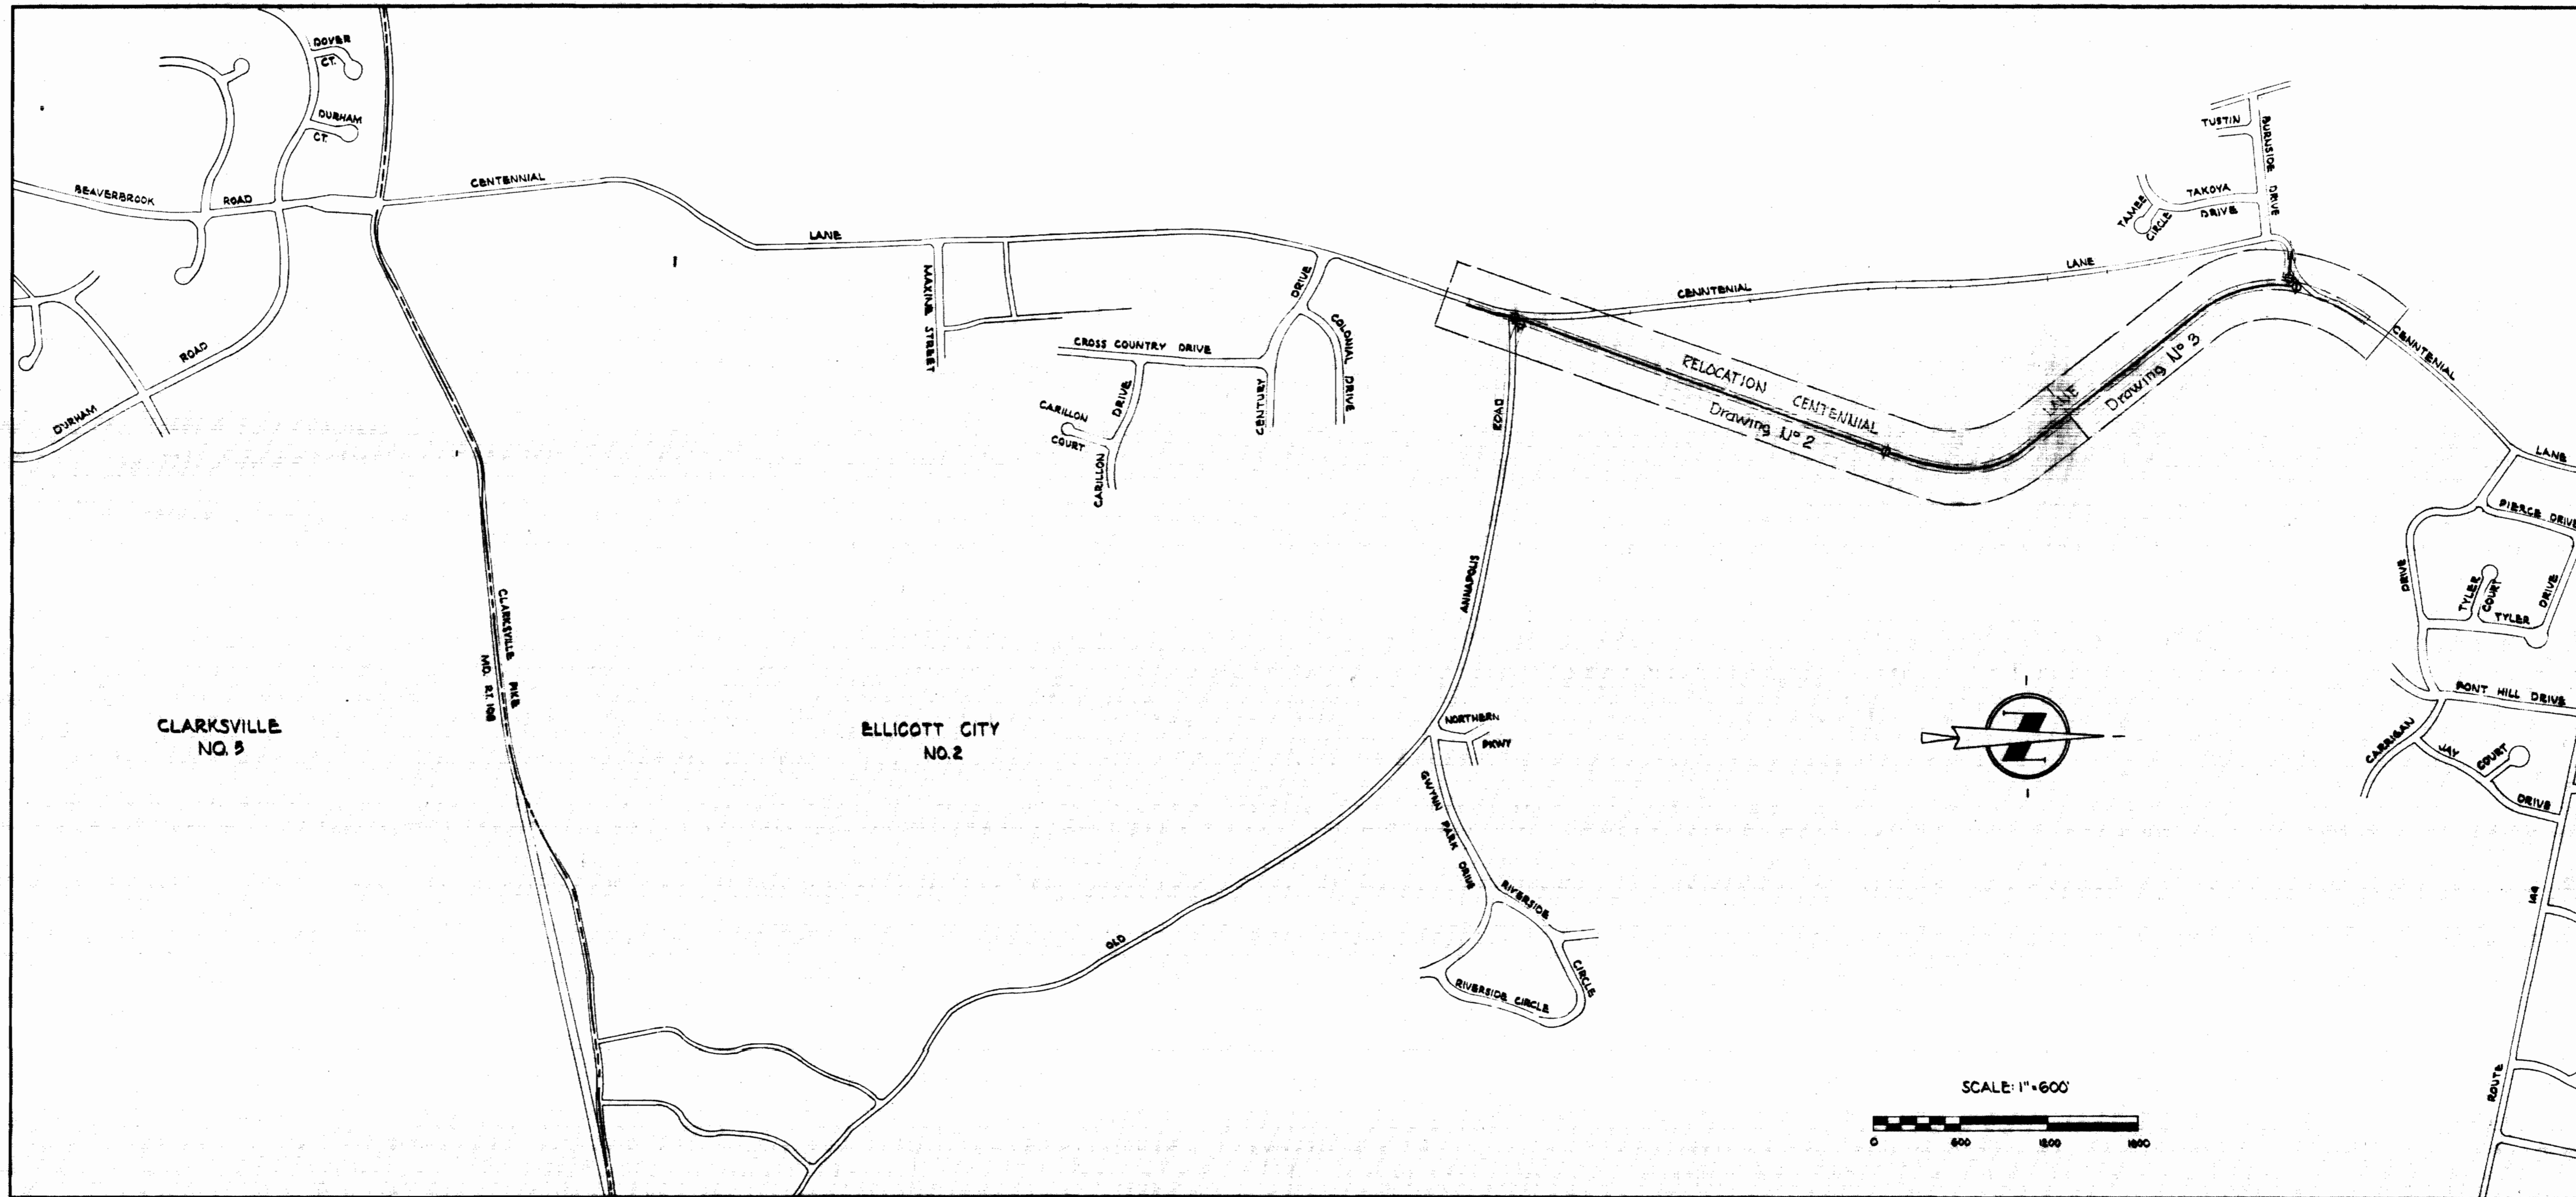 DOVER
CT.
DURHAM
CT.
BEAVERBROOK
ROAD
CENTENNIAL
LANE
MAXINE STREET
ROAD
DURHAM
CROSS COUNTRY DRIVE
DRIVE
COLONIAL DRIVE
CENTURY
CARILLON
COURT
DRIVE
CARILLON
TUSTIN
BURNSIDE DRIVE
TAKOYA
DRIVE
TAMEE
CIRCLE
CENNTENIAL
LANE
RELOCATION CENTENNIAL LANE
Drawing Nº 2
Drawing Nº 3
CENNTENIAL
LANE
PIERCE DRIVE
DRIVE
TYLER
COURT
TYLER
DRIVE
PONT HILL DRIVE
CARRIGAN
JAY
COURT
DRIVE
ROAD
ANNAPOLIS
OLD
NORTHERN
PKWY
GWYNN PARK DRIVE
RIVERSIDE
CIRCLE
RIVERSIDE CIRCLE
CLARKSVILLE PIKE
MD. RT. 108
CLARKSVILLE
NO. 5
ELLICOTT CITY
NO. 2
N
144
ROUTE
SCALE: 1"=600'
0 600 1200 1800